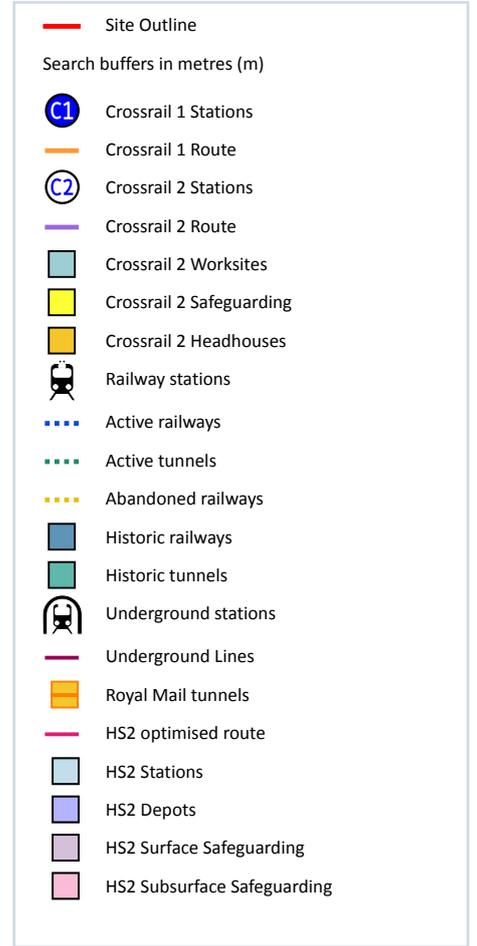 Site Outline
Search buffers in metres (m)
C1 Crossrail 1 Stations
Crossrail 1 Route
C2 Crossrail 2 Stations
Crossrail 2 Route
Crossrail 2 Worksites
Crossrail 2 Safeguarding
Crossrail 2 Headhouses
Railway stations
Active railways
Active tunnels
Abandoned railways
Historic railways
Historic tunnels
Underground stations
Underground Lines
Royal Mail tunnels
HS2 optimised route
HS2 Stations
HS2 Depots
HS2 Surface Safeguarding
HS2 Subsurface Safeguarding